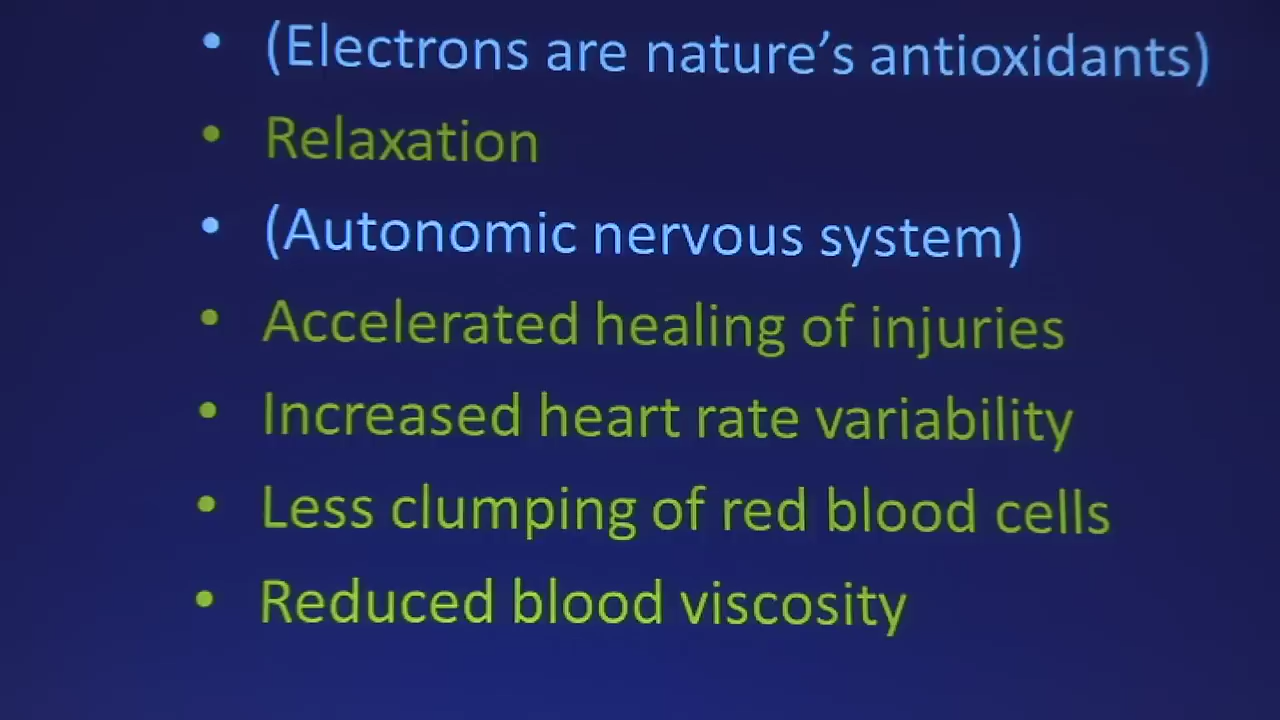 • (Electrons are nature’s antioxidants)
• Relaxation
• (Autonomic nervous system)
• Accelerated healing of injuries
• Increased heart rate variability
• Less clumping of red blood cells
• Reduced blood viscosity